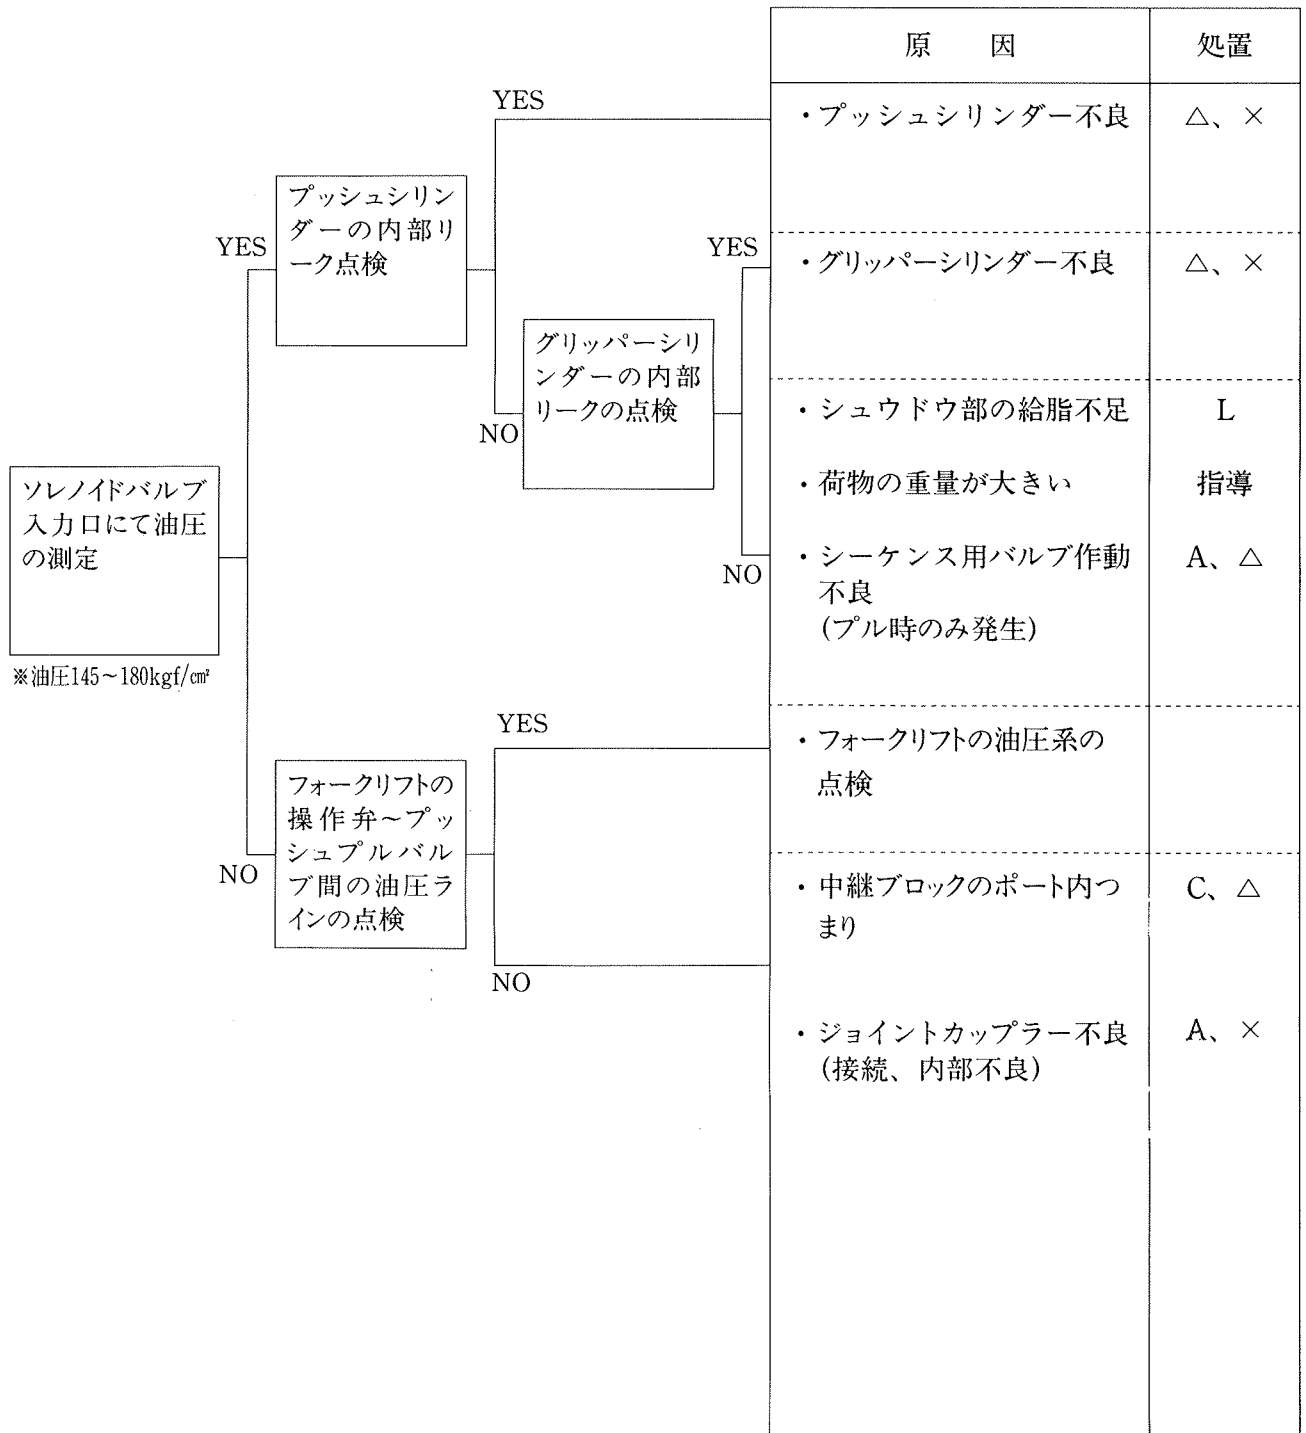 原　因
処置
YES
・プッシュシリンダー不良
△、×
プッシュシリン
ダーの内部リ
ーク点検
YES
YES
・グリッパーシリンダー不良
△、×
グリッパーシリ
ンダーの内部
リークの点検
NO
・シュウドウ部の給脂不足
L
・荷物の重量が大きい
指導
・シーケンス用バルブ作動
不良
(プル時のみ発生)
A、△
NO
ソレノイドバルブ
入力口にて油圧
の測定
※油圧145～180kgf/c㎡
YES
・フォークリフトの油圧系の
点検
フォークリフトの
操作弁～プッ
シュプルバル
ブ間の油圧ラ
インの点検
NO
・中継ブロックのポート内つ
まり
C、△
NO
・ジョイントカップラー不良
(接続、内部不良)
A、×